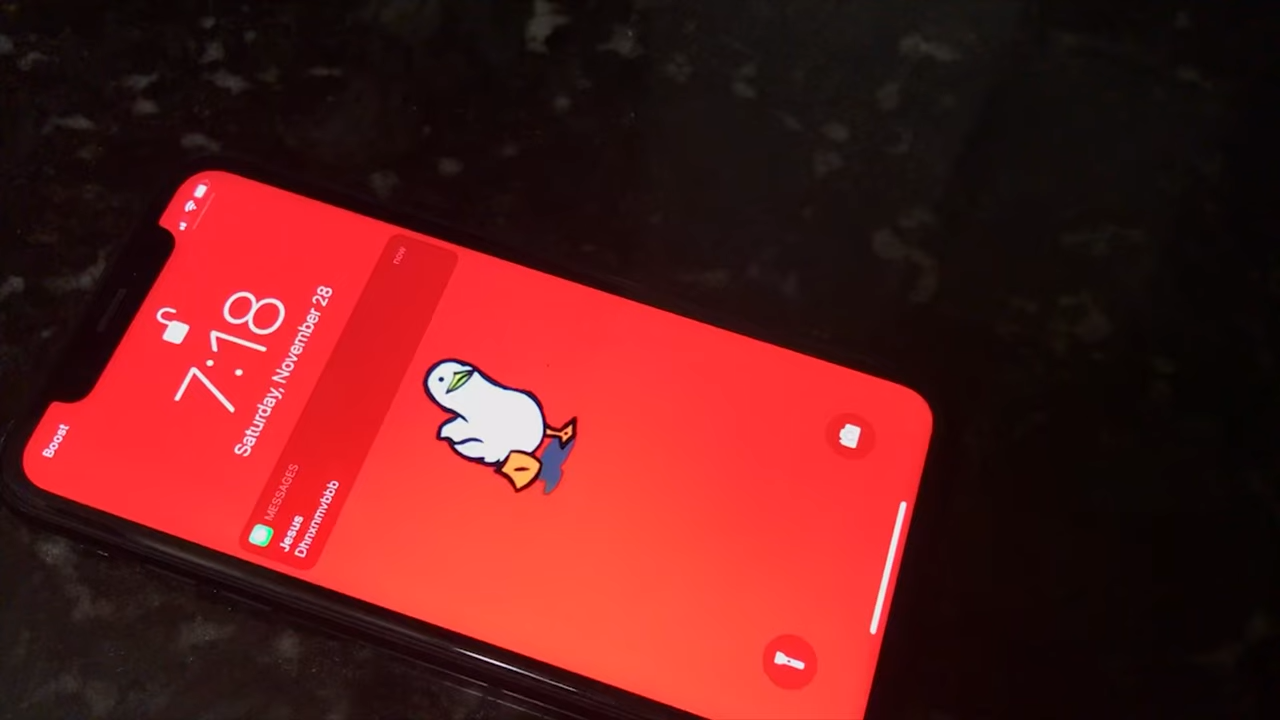 Boost
7:18
Saturday, November 28
MESSAGES now
Jesus
Dhnxnmvbbb